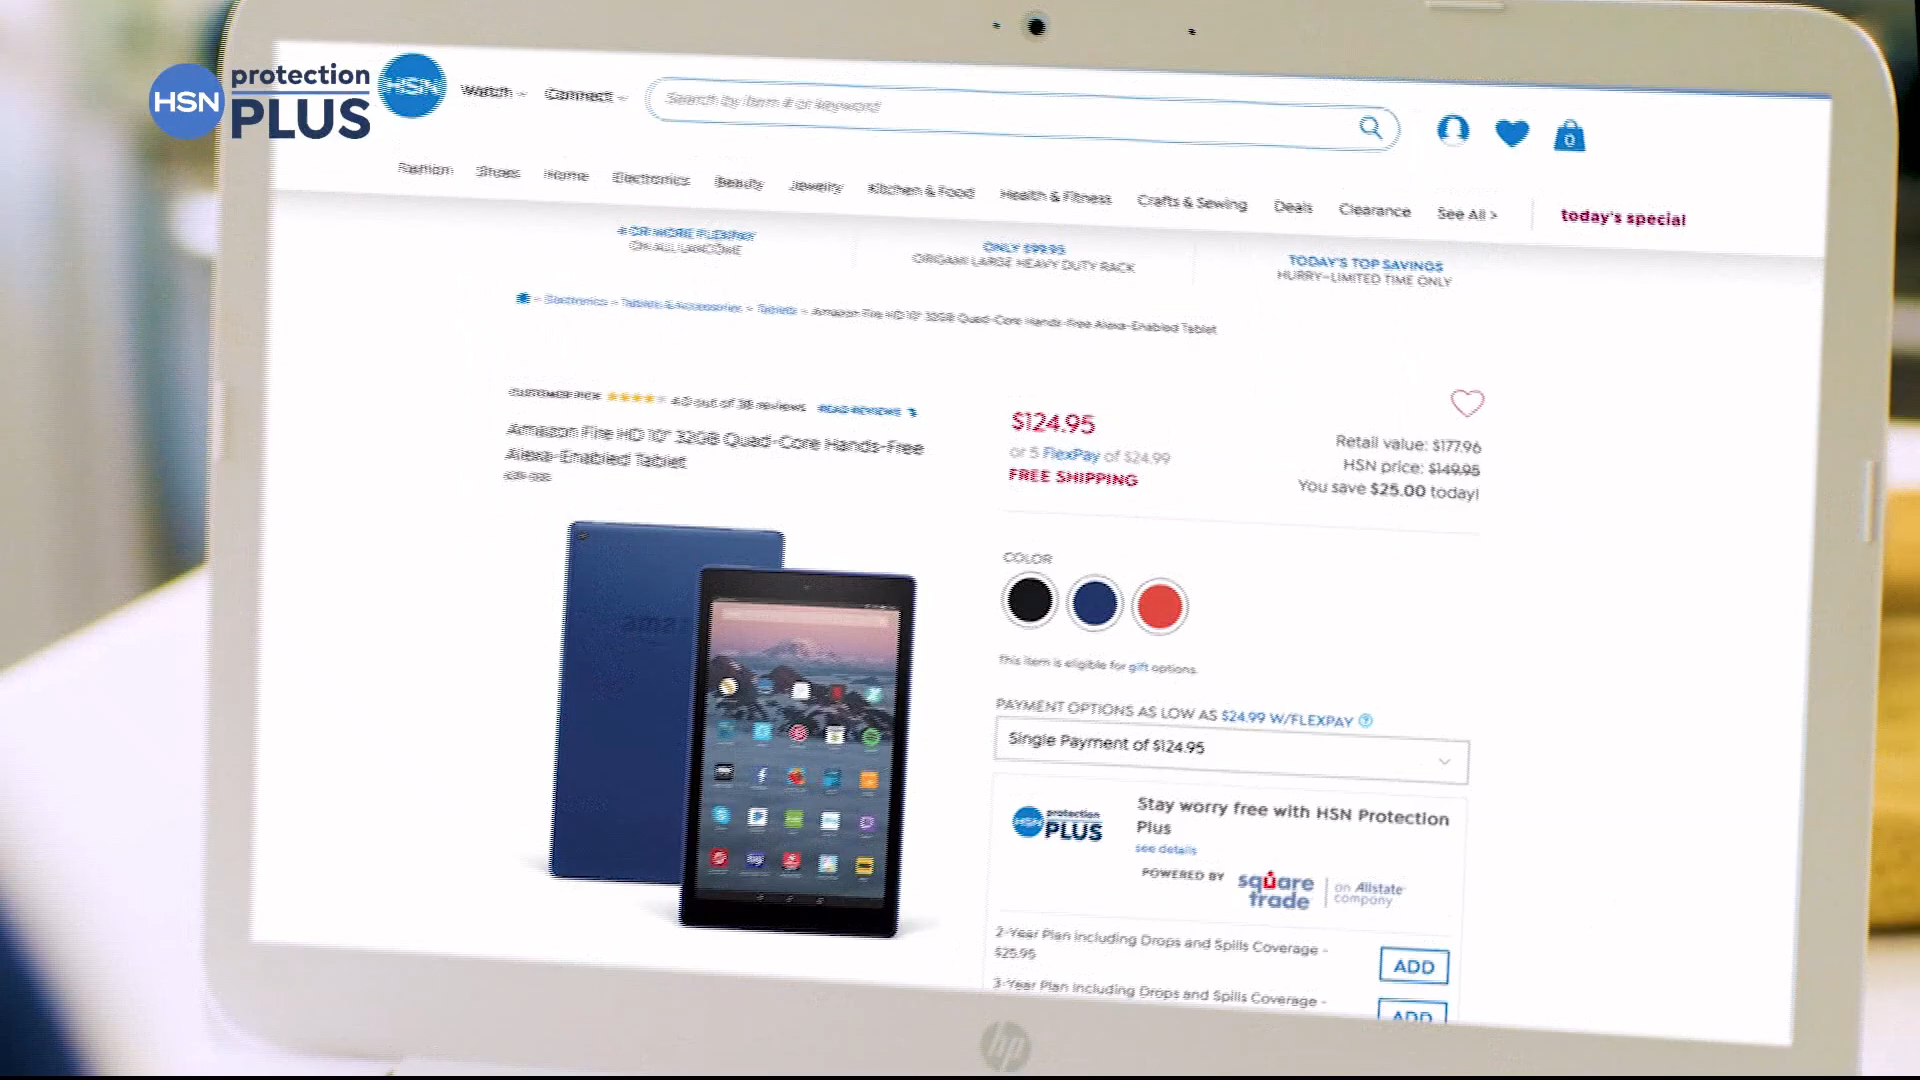 HSN protection
PLUS
HSN
Watch
Connect
Search by item # or keyword
0
Fashion
Shoes
Home
Electronics
Beauty
Jewelry
Kitchen & Food
Health & Fitness
Crafts & Sewing
Deals
Clearance
See All >
today's special
4 OR MORE FLEXPAY
ON ALL LANCÔME
ONLY $99.95
ORIGAMI LARGE HEAVY DUTY RACK
TODAY'S TOP SAVINGS
HURRY-LIMITED TIME ONLY
> Electronics > Tablets & Accessories > Tablets > Amazon Fire HD 10" 32GB Quad-Core Hands-Free Alexa-Enabled Tablet
CUSTOMER PICK 4.0 out of 38 reviews READ REVIEWS
Amazon Fire HD 10" 32GB Quad-Core Hands-Free
Alexa-Enabled Tablet
$124.95
or 5 FlexPay of $24.99
FREE SHIPPING
Retail value: $177.96
HSN price: $149.95
You save $25.00 today!
COLOR
This item is eligible for gift options.
PAYMENT OPTIONS AS LOW AS $24.99 W/FLEXPAY ?
Single Payment of $124.95
HSN protection
PLUS
Stay worry free with HSN Protection
Plus
see details
POWERED BY
square
trade
an Allstate
company
2-Year Plan Including Drops and Spills Coverage -
$25.95
ADD
3-Year Plan Including Drops and Spills Coverage -
ADD
hp